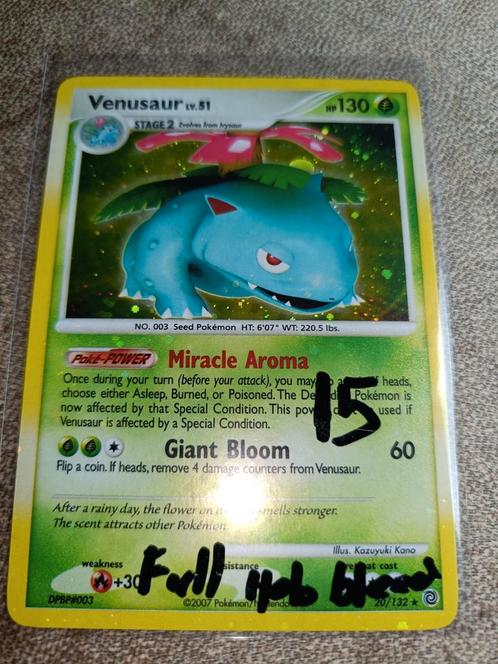 Venusaur LV.51 HP 130
STAGE 2 Evolves from Ivysaur
NO. 003 Seed Pokémon HT: 6'07" WT: 220.5 lbs.
Poké-POWER Miracle Aroma
Once during your turn (before your attack), you may heads,
choose either Asleep, Burned, or Poisoned. The Pokémon is
now affected by that Special Condition. This used if
Venusaur is affected by a Special Condition.
15
Giant Bloom 60
Flip a coin. If heads, remove 4 damage counters from Venusaur.
After a rainy day, the flower on smells stronger.
The scent attracts other Pokémon.
Illus. Kazuyuki Kano
weakness cost
+30
Full Holo
DPBP#003 ©2007 Pokémon/Nintendo 20/132